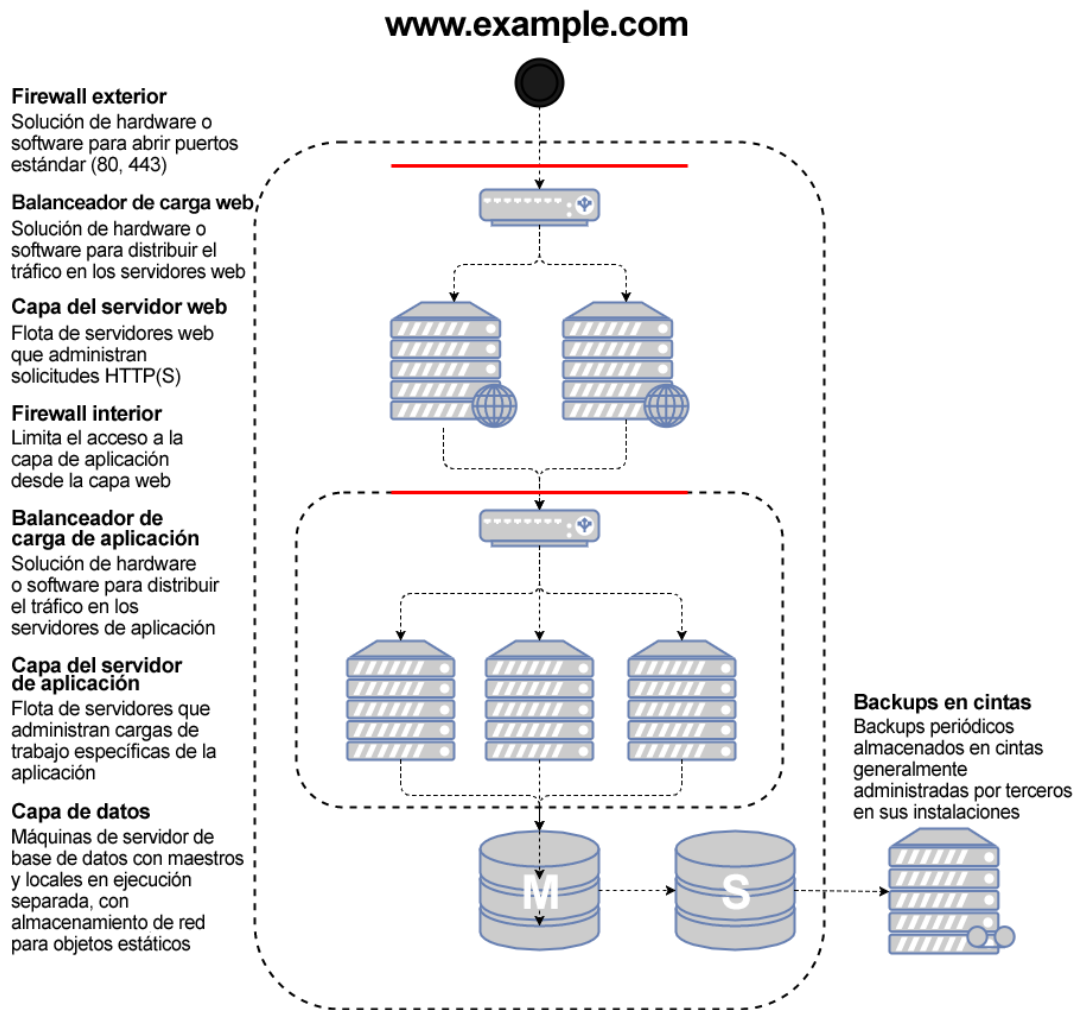 www.example.com
Firewall exterior
Solución de hardware o
software para abrir puertos
estándar (80, 443)
Balanceador de carga web
Solución de hardware o
software para distribuir el
tráfico en los servidores web
Capa del servidor web
Flota de servidores web
que administran
solicitudes HTTP(S)
Firewall interior
Limita el acceso a la
capa de aplicación
desde la capa web
Balanceador de
carga de aplicación
Solución de hardware
o software para distribuir
el tráfico en los
servidores de aplicación
Capa del servidor
de aplicación
Flota de servidores que
administran cargas de
trabajo específicas de la
aplicación
Capa de datos
Máquinas de servidor de
base de datos con maestros
y locales en ejecución
separada, con
almacenamiento de red
para objetos estáticos
M
S
Backups en cintas
Backups periódicos
almacenados en cintas
generalmente
administradas por terceros
en sus instalaciones